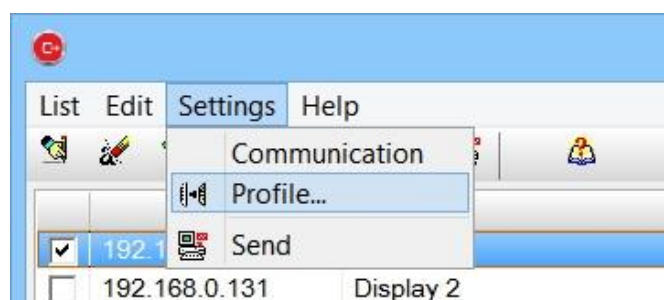 List Edit Settings Help
Communication
Profile...
192.1
Send
192.168.0.131 Display 2